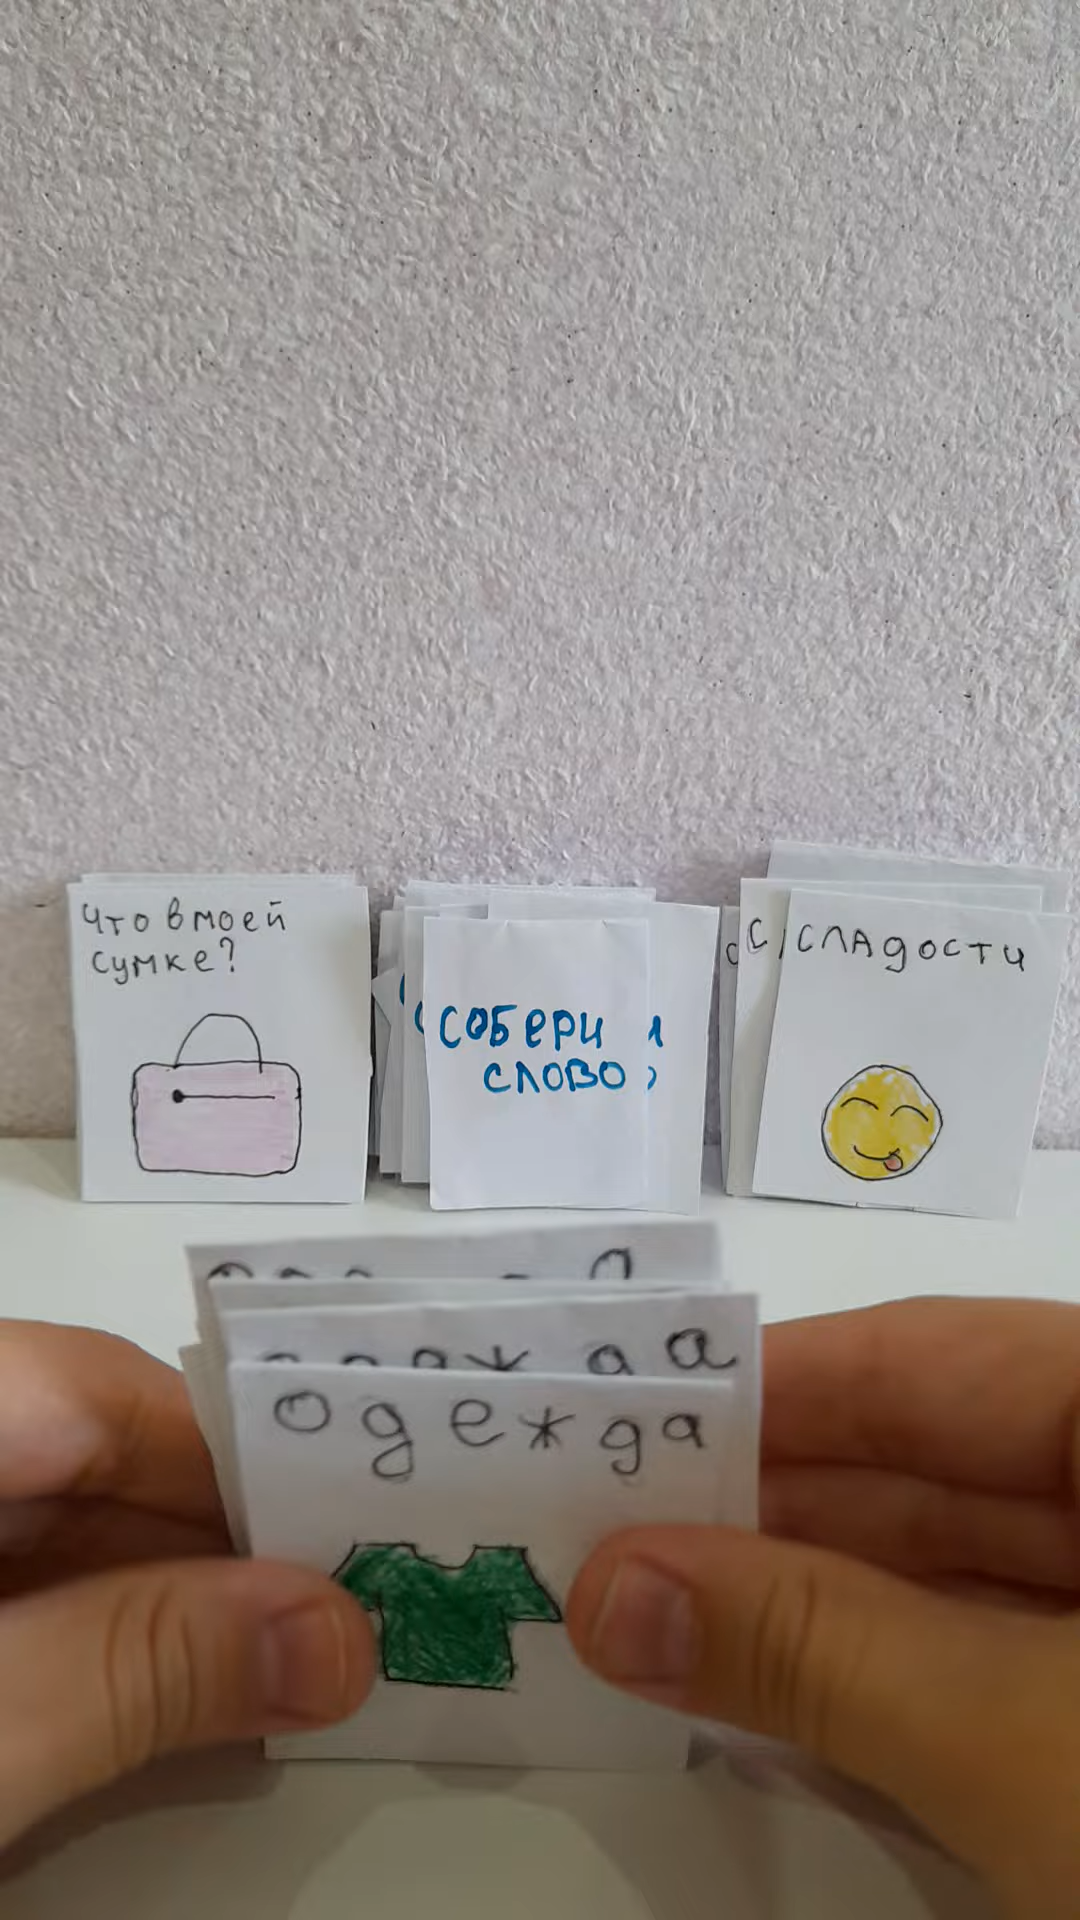 Что в моей
сумке?
СОБЕРИ
СЛОВО
СЛАДОСТИ
одежда